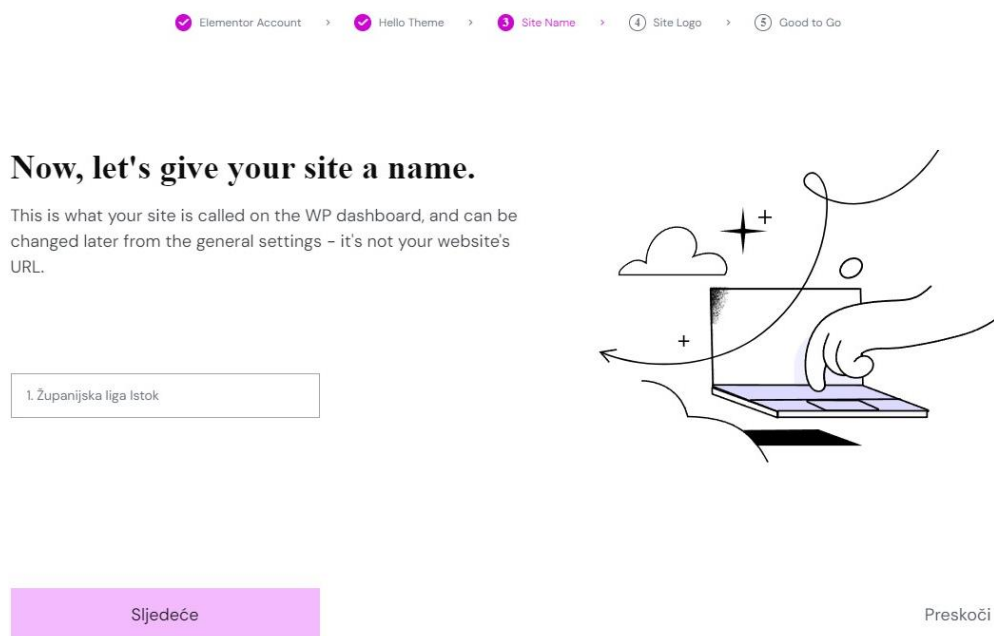 Elementor Account › Hello Theme › 3 Site Name › 4 Site Logo › 5 Good to Go
Now, let's give your site a name.
This is what your site is called on the WP dashboard, and can be
changed later from the general settings - it's not your website's
URL.
1. Županijska liga Istok
Sljedeće
Preskoči